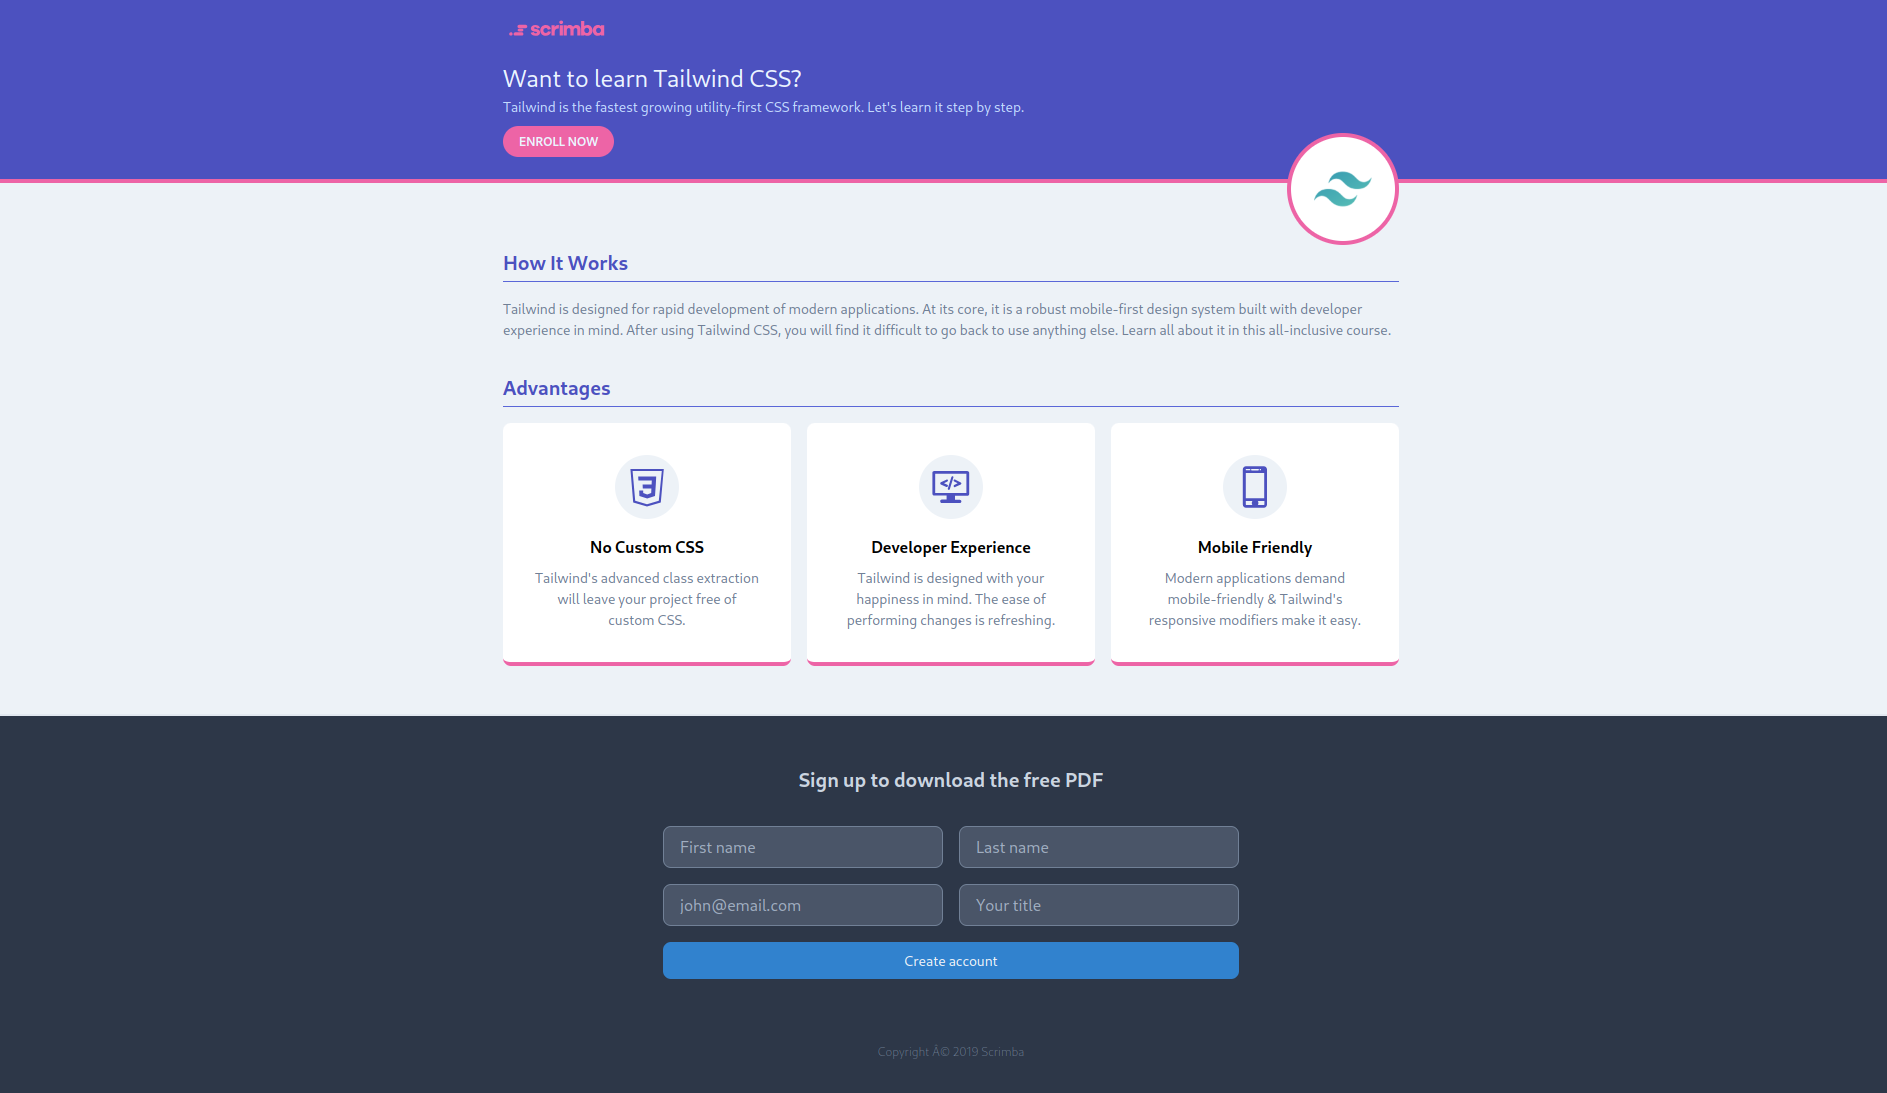 scrimba
Want to learn Tailwind CSS?
Tailwind is the fastest growing utility-first CSS framework. Let's learn it step by step.
ENROLL NOW
How It Works
Tailwind is designed for rapid development of modern applications. At its core, it is a robust mobile-first design system built with developer
experience in mind. After using Tailwind CSS, you will find it difficult to go back to use anything else. Learn all about it in this all-inclusive course.
Advantages
3
No Custom CSS
Tailwind's advanced class extraction
will leave your project free of
custom CSS.
</>
Developer Experience
Tailwind is designed with your
happiness in mind. The ease of
performing changes is refreshing.
Mobile Friendly
Modern applications demand
mobile-friendly & Tailwind's
responsive modifiers make it easy.
Sign up to download the free PDF
First name
Last name
john@email.com
Your title
Create account
Copyright Â© 2019 Scrimba